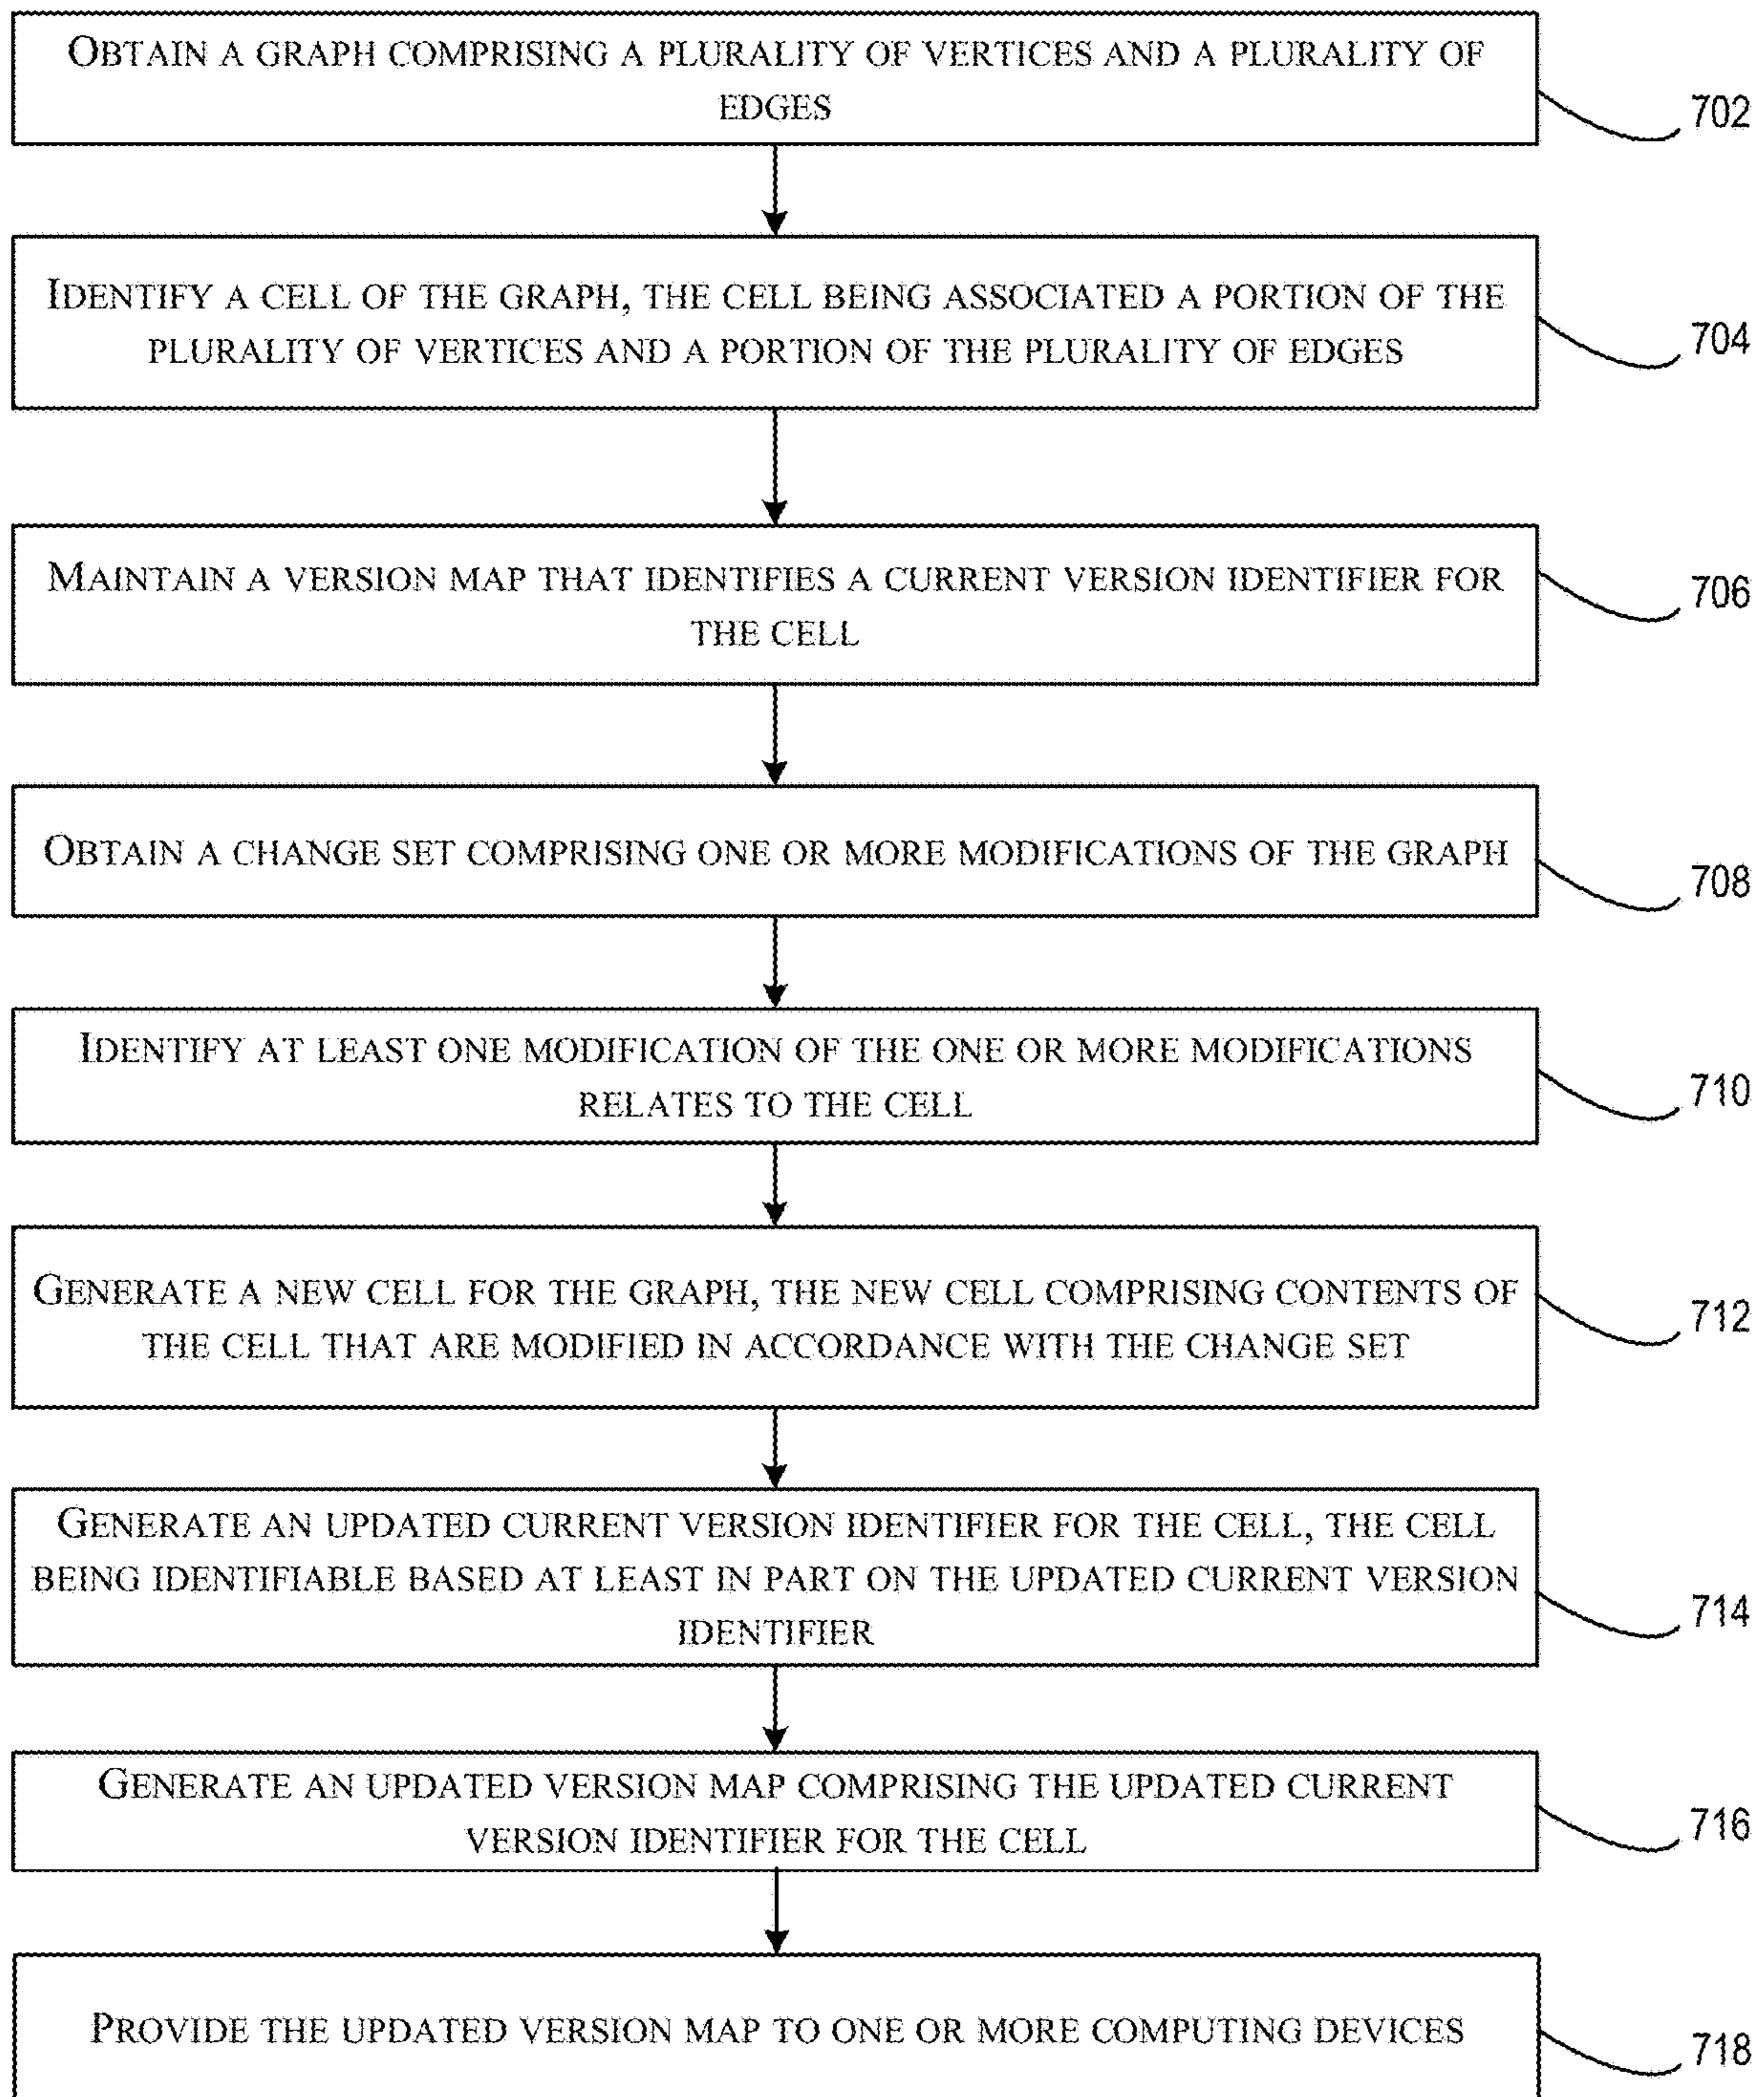 OBTAIN A GRAPH COMPRISING A PLURALITY OF VERTICES AND A PLURALITY OF
EDGES
702
IDENTIFY A CELL OF THE GRAPH, THE CELL BEING ASSOCIATED A PORTION OF THE
PLURALITY OF VERTICES AND A PORTION OF THE PLURALITY OF EDGES
704
MAINTAIN A VERSION MAP THAT IDENTIFIES A CURRENT VERSION IDENTIFIER FOR
THE CELL
706
OBTAIN A CHANGE SET COMPRISING ONE OR MORE MODIFICATIONS OF THE GRAPH
708
IDENTIFY AT LEAST ONE MODIFICATION OF THE ONE OR MORE MODIFICATIONS
RELATES TO THE CELL
710
GENERATE A NEW CELL FOR THE GRAPH, THE NEW CELL COMPRISING CONTENTS OF
THE CELL THAT ARE MODIFIED IN ACCORDANCE WITH THE CHANGE SET
712
GENERATE AN UPDATED CURRENT VERSION IDENTIFIER FOR THE CELL, THE CELL
BEING IDENTIFIABLE BASED AT LEAST IN PART ON THE UPDATED CURRENT VERSION
IDENTIFIER
714
GENERATE AN UPDATED VERSION MAP COMPRISING THE UPDATED CURRENT
VERSION IDENTIFIER FOR THE CELL
716
PROVIDE THE UPDATED VERSION MAP TO ONE OR MORE COMPUTING DEVICES
718